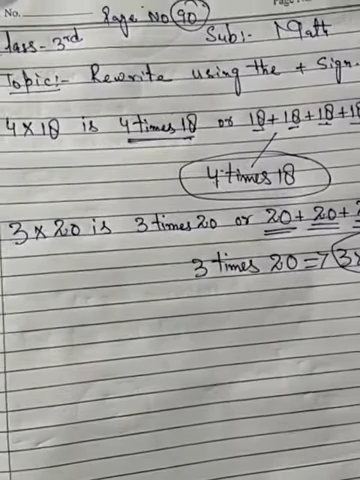 No. Page No 90
Class - 3rd Sub:- Math
Topic:- Rewrite using the + Sign.
4 x 18 is 4 times 18 or 18 + 18 + 18 + 18
4 times 18
3 x 20 is 3 times 20 or 20 + 20 +
3 times 20 =>